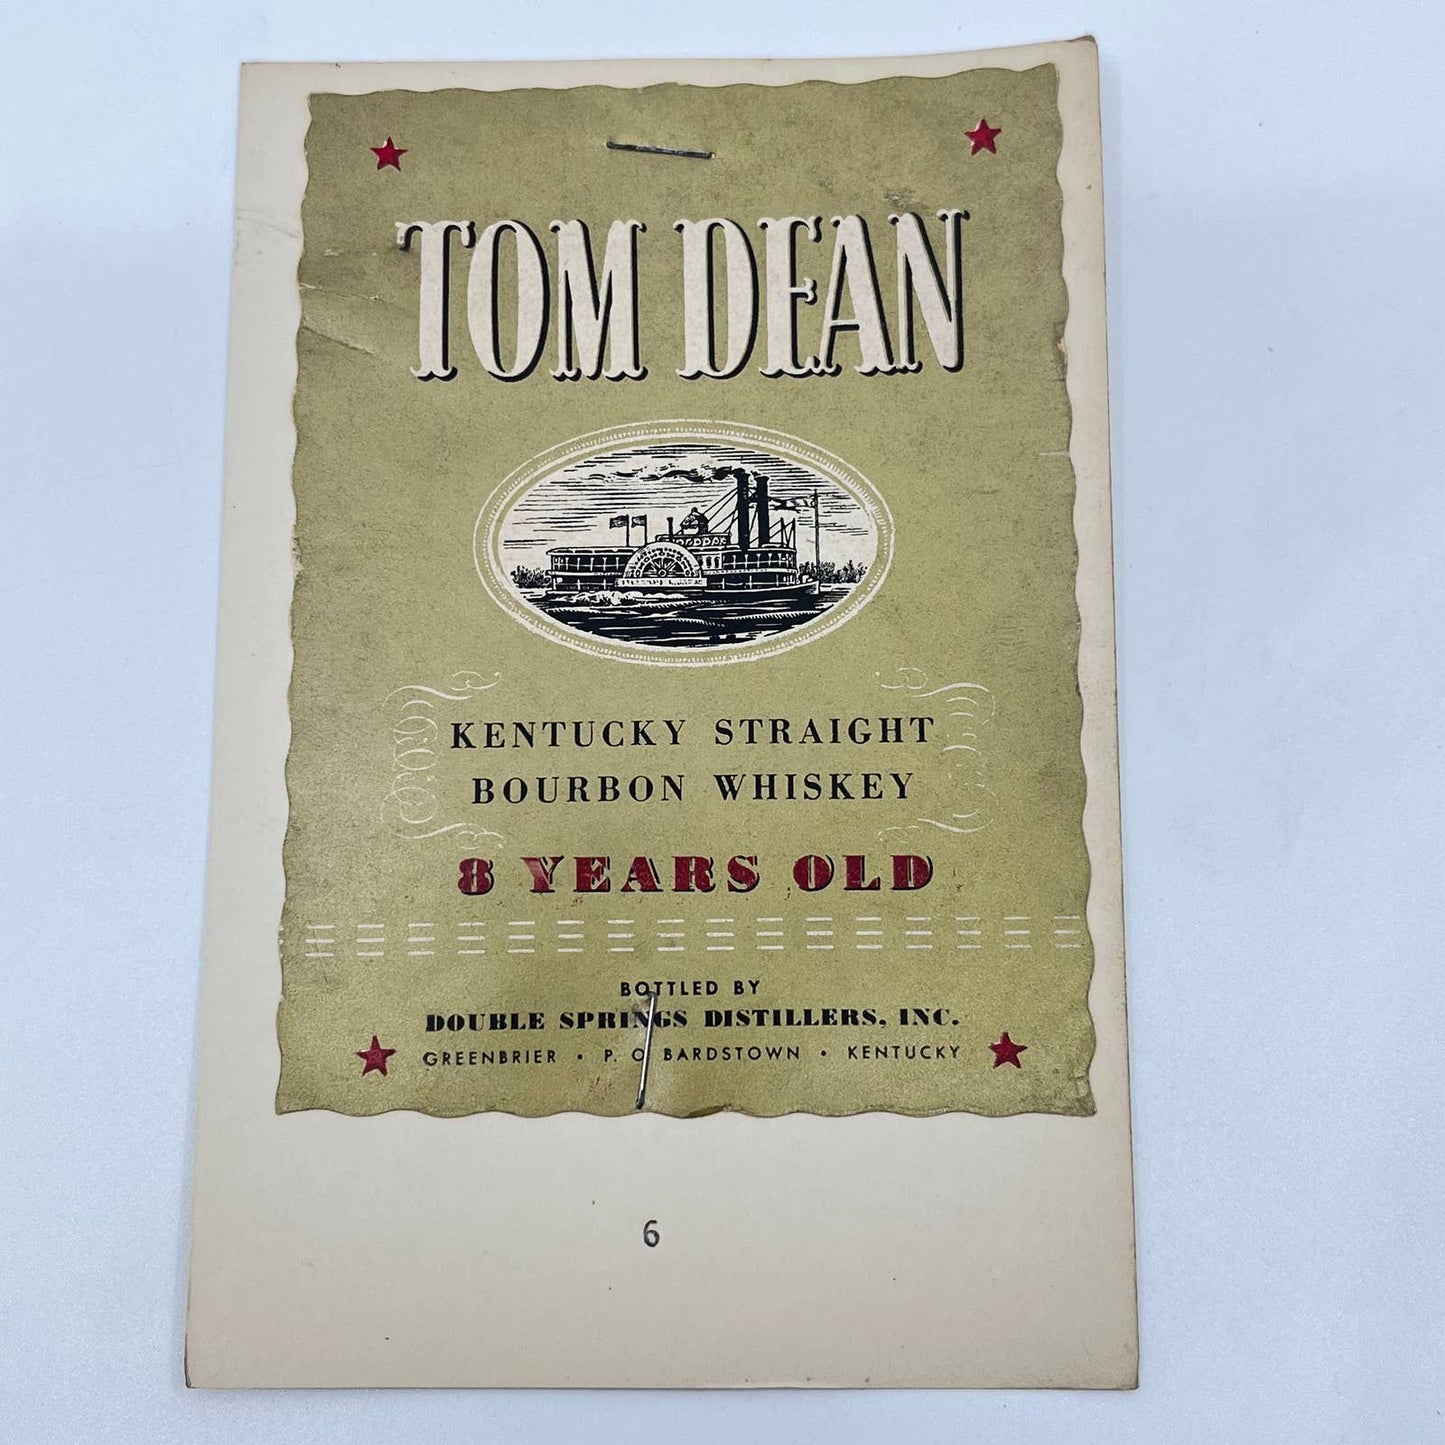 TOM DEAN
KENTUCKY STRAIGHT
BOURBON WHISKEY
8 YEARS OLD
BOTTLED BY
DOUBLE SPRINGS DISTILLERS, INC.
GREENBRIER • P. O. BARDSTOWN • KENTUCKY
6